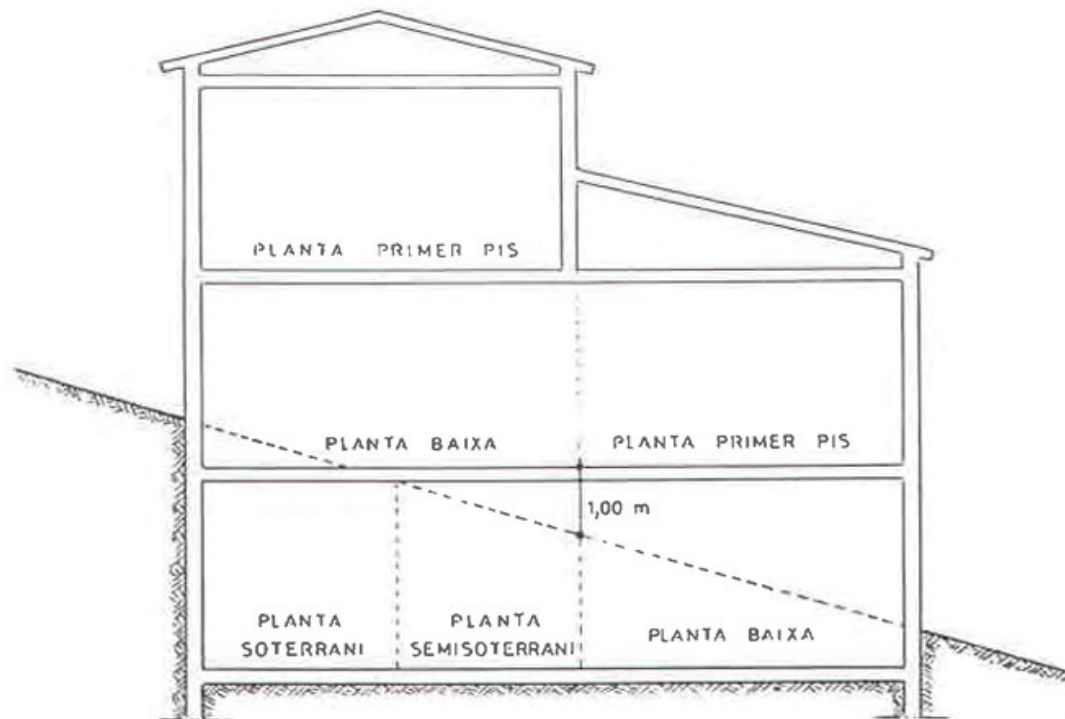 PLANTA PRIMER PIS
PLANTA BAIXA
PLANTA PRIMER PIS
1,00 m
PLANTA
SOTERRANI
PLANTA
SEMISOTERRANI
PLANTA BAIXA